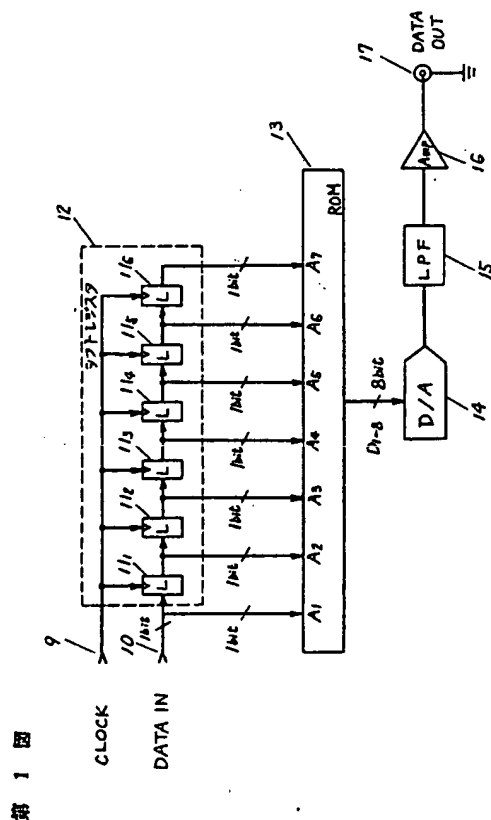 第 1 図
CLOCK
9
DATA IN
10
1bit
12
シフトレジスタ
11₁
11₂
11₃
11₄
11₅
11₆
L
L
L
L
L
L
1bit
1bit
1bit
1bit
1bit
1bit
1bit
A1
A2
A3
A4
A5
A6
A7
ROM
13
D1-8
8bit
D/A
14
LPF
15
Amp
16
17
DATA
OUT